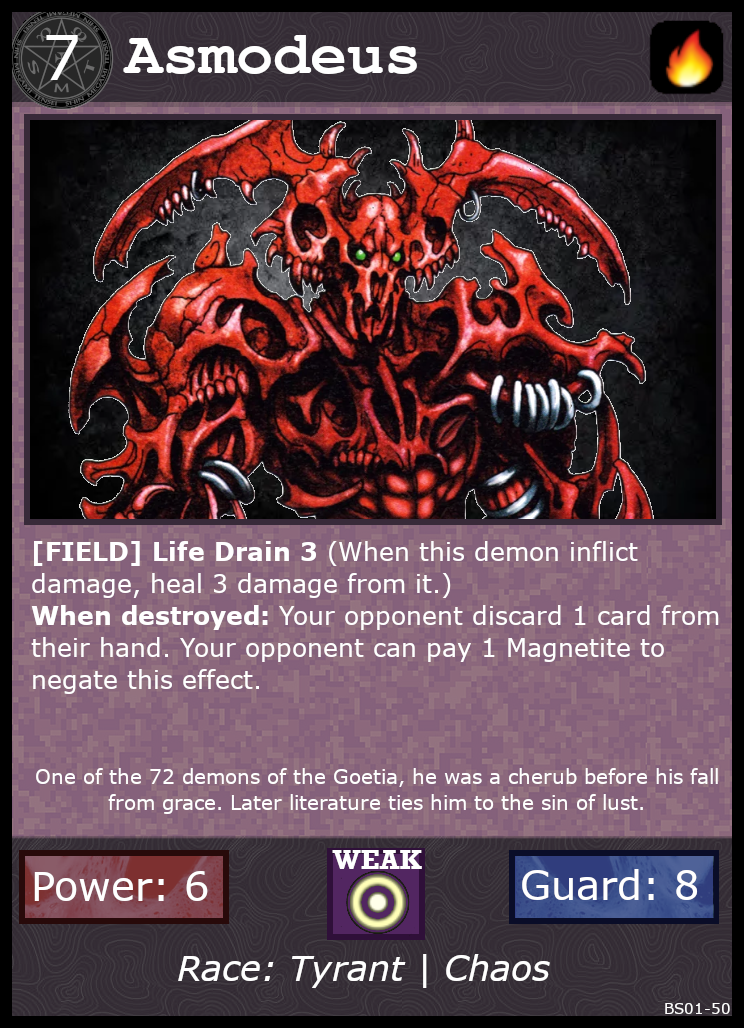 7 Asmodeus
[FIELD] Life Drain 3 (When this demon inflict
damage, heal 3 damage from it.)
When destroyed: Your opponent discard 1 card from
their hand. Your opponent can pay 1 Magnetite to
negate this effect.
One of the 72 demons of the Goetia, he was a cherub before his fall
from grace. Later literature ties him to the sin of lust.
WEAK
Power: 6
Guard: 8
Race: Tyrant | Chaos
BS01-50